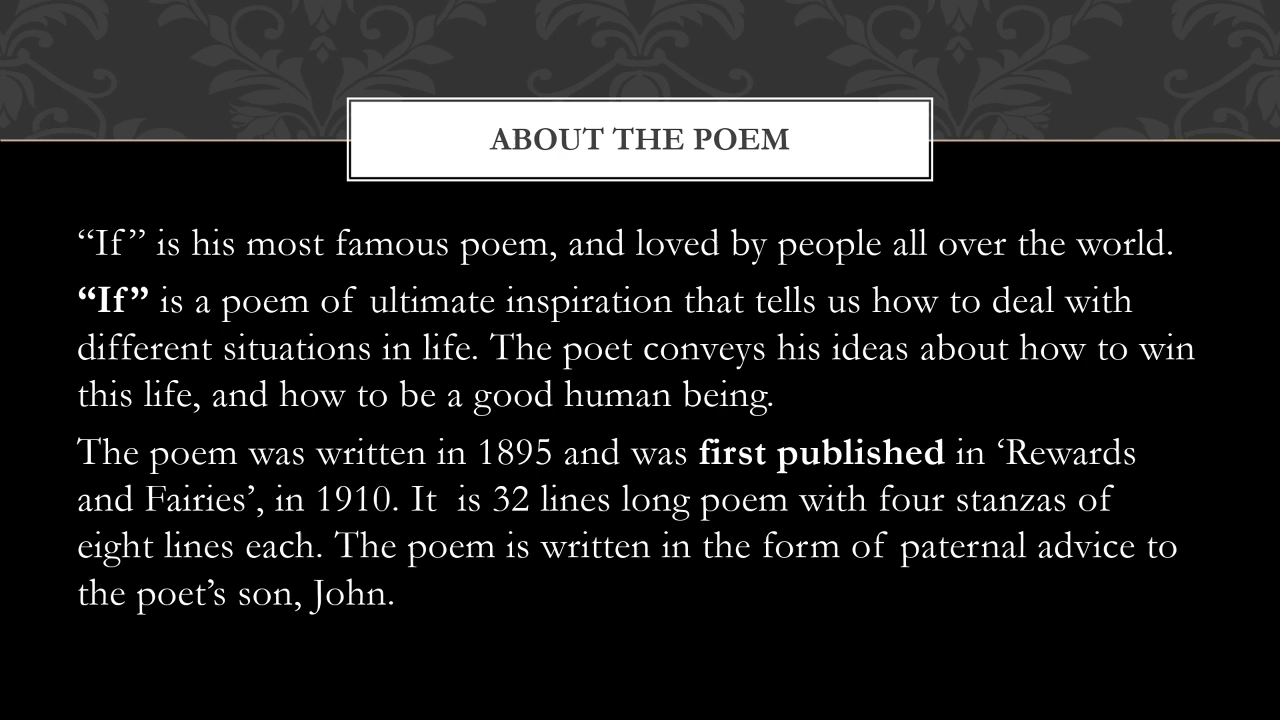 ABOUT THE POEM
“If” is his most famous poem, and loved by people all over the world.
“If” is a poem of ultimate inspiration that tells us how to deal with
different situations in life. The poet conveys his ideas about how to win
this life, and how to be a good human being.
The poem was written in 1895 and was first published in ‘Rewards
and Fairies’, in 1910. It is 32 lines long poem with four stanzas of
eight lines each. The poem is written in the form of paternal advice to
the poet’s son, John.